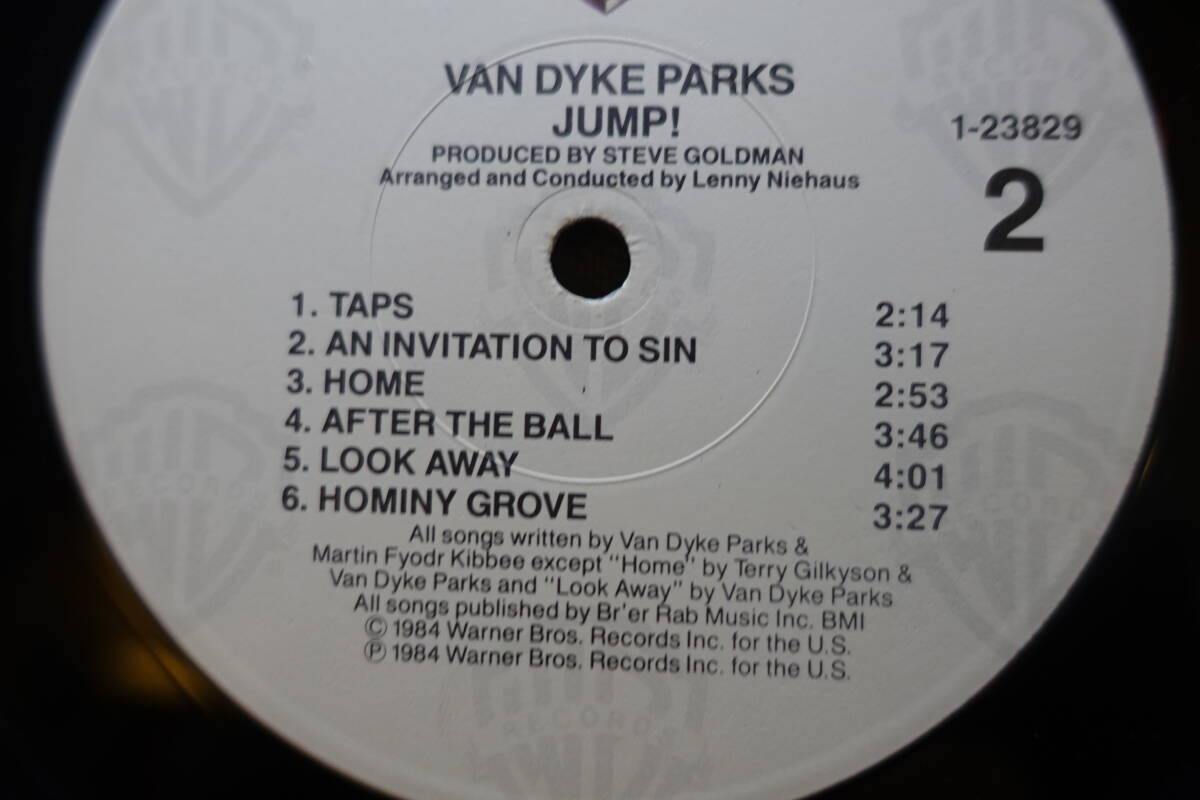 VAN DYKE PARKS
JUMP!
PRODUCED BY STEVE GOLDMAN
Arranged and Conducted by Lenny Niehaus
1-23829
2
1. TAPS 2:14
2. AN INVITATION TO SIN 3:17
3. HOME 2:53
4. AFTER THE BALL 3:46
5. LOOK AWAY 4:01
6. HOMINY GROVE 3:27
All songs written by Van Dyke Parks &
Martin Fyodr Kibbee except "Home" by Terry Gilkyson &
Van Dyke Parks and "Look Away" by Van Dyke Parks
All songs published by Br'er Rab Music Inc. BMI
© 1984 Warner Bros. Records Inc. for the U.S.
℗ 1984 Warner Bros. Records Inc. for the U.S.
RECORDS
RECORDS
RECORDS
RECORDS
RECORDS